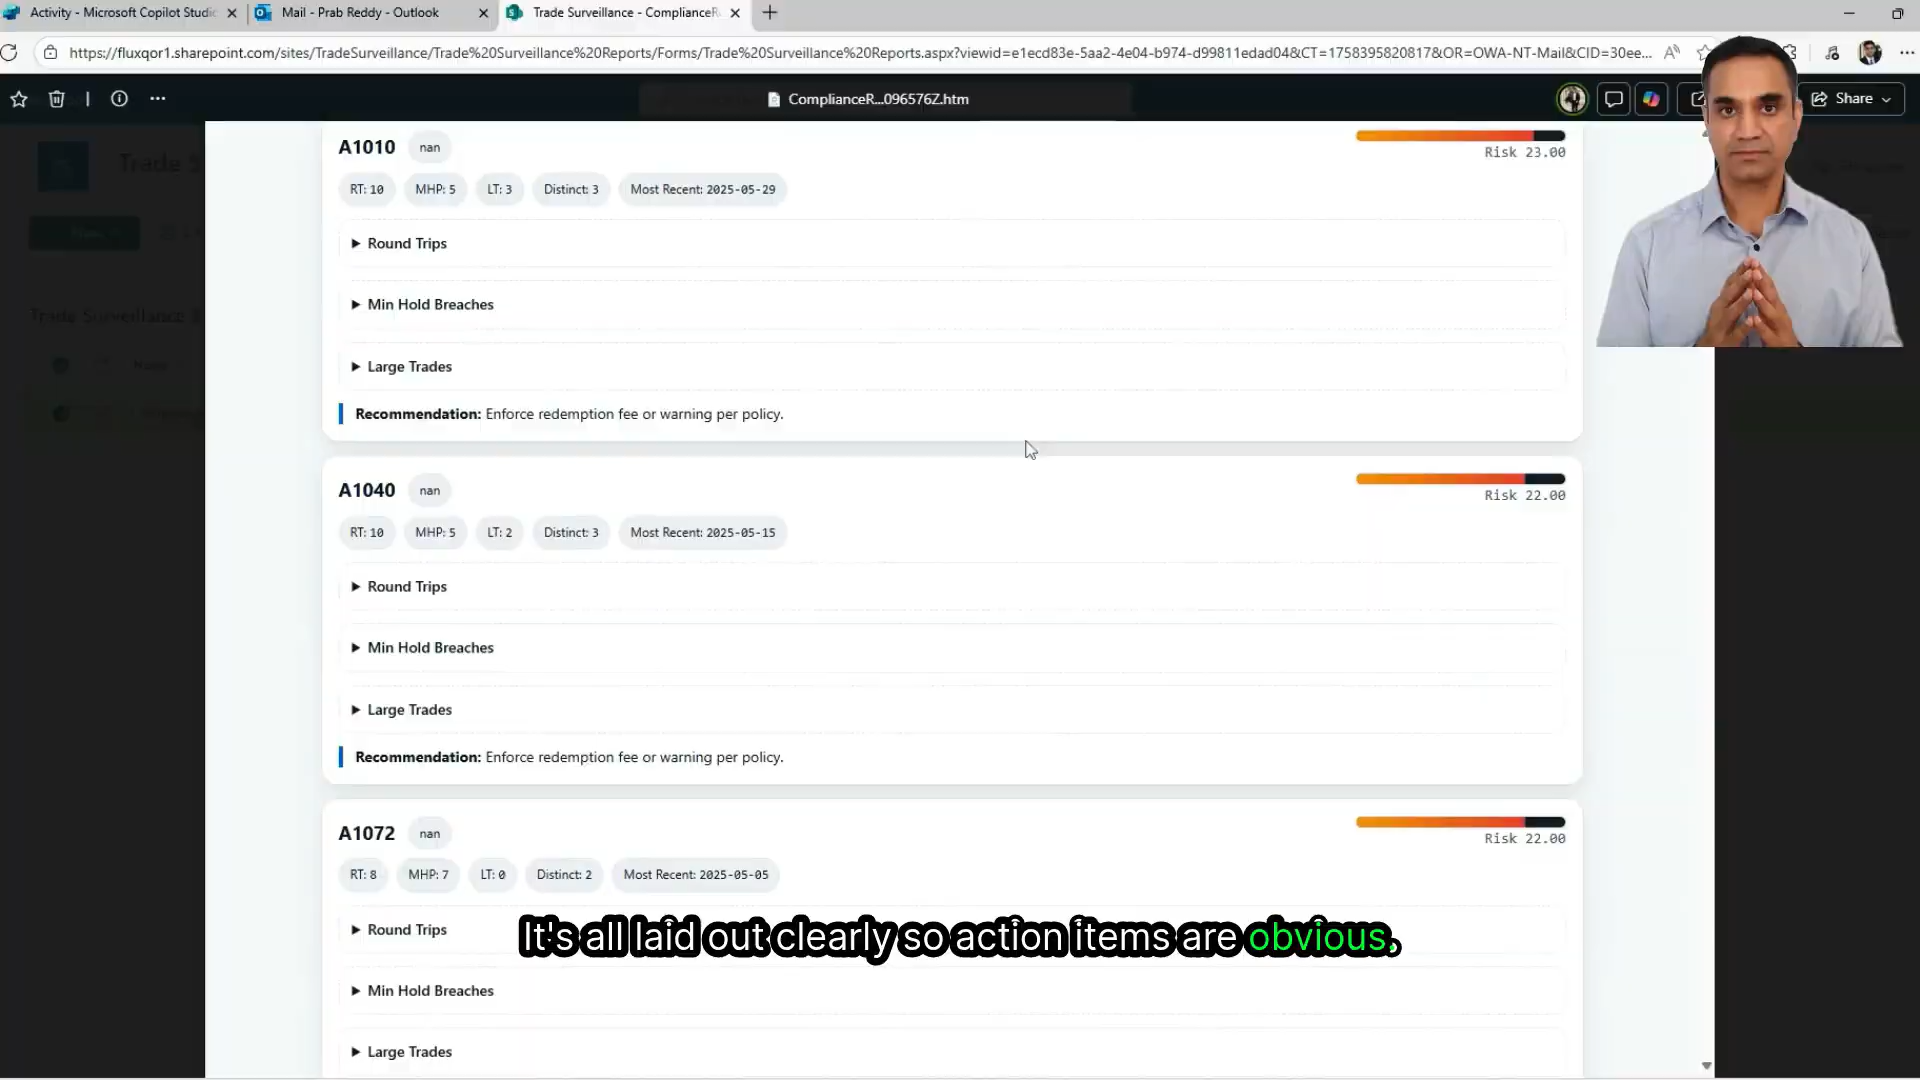 Activity - Microsoft Copilot Studio
Mail - Prab Reddy - Outlook
Trade Surveillance - ComplianceR
https://fluxqor1.sharepoint.com/sites/TradeSurveillance/Trade%20Surveillance%20Reports/Forms/Trade%20Surveillance%20Reports.aspx?viewid=e1ecd83e-5aa2-4e04-b974-d99811edad04&CT=1758395820817&OR=OWA-NT-Mail&CID=30ee...
ComplianceR...096576Z.htm
Share
Trade S
Trade Surveillance
A1010 nan
Risk 23.00
RT: 10 MHP: 5 LT: 3 Distinct: 3 Most Recent: 2025-05-29
Round Trips
Min Hold Breaches
Large Trades
Recommendation: Enforce redemption fee or warning per policy.
A1040 nan
Risk 22.00
RT: 10 MHP: 5 LT: 2 Distinct: 3 Most Recent: 2025-05-15
Round Trips
Min Hold Breaches
Large Trades
Recommendation: Enforce redemption fee or warning per policy.
A1072 nan
Risk 22.00
RT: 8 MHP: 7 LT: 0 Distinct: 2 Most Recent: 2025-05-05
Round Trips
It's all laid out clearly so action items are obvious.
Min Hold Breaches
Large Trades